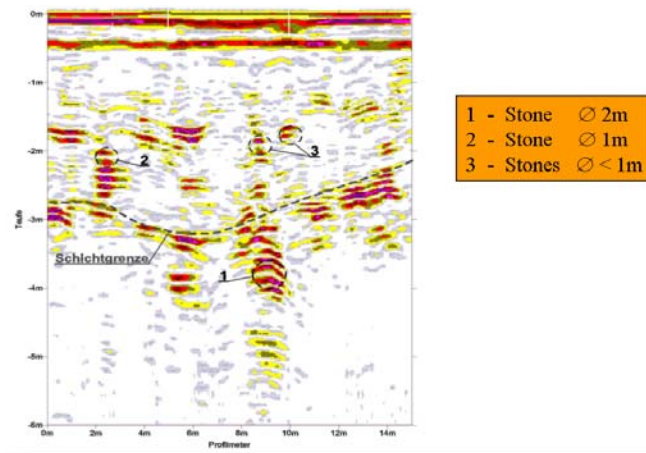 -0m
-1m
-2m
-3m
-4m
-5m
-6m
Teufe
2
3
Schichtgrenze
1
0m 2m 4m 6m 8m 10m 12m 14m
Profilmeter
1 - Stone ∅ 2m
2 - Stone ∅ 1m
3 - Stones ∅ < 1m